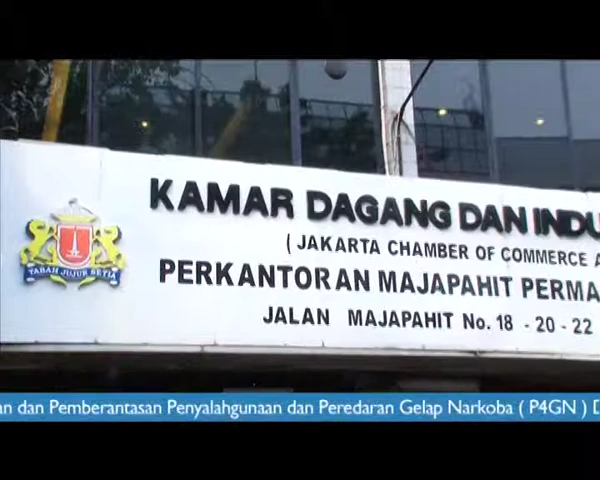 KAMAR DAGANG DAN INDU
( JAKARTA CHAMBER OF COMMERCE A
PERKANTORAN MAJAPAHIT PERMA
JALAN MAJAPAHIT No. 18 - 20 - 22
TABAH JUJUR SETIA
an dan Pemberantasan Penyalahgunaan dan Peredaran Gelap Narkoba ( P4GN )